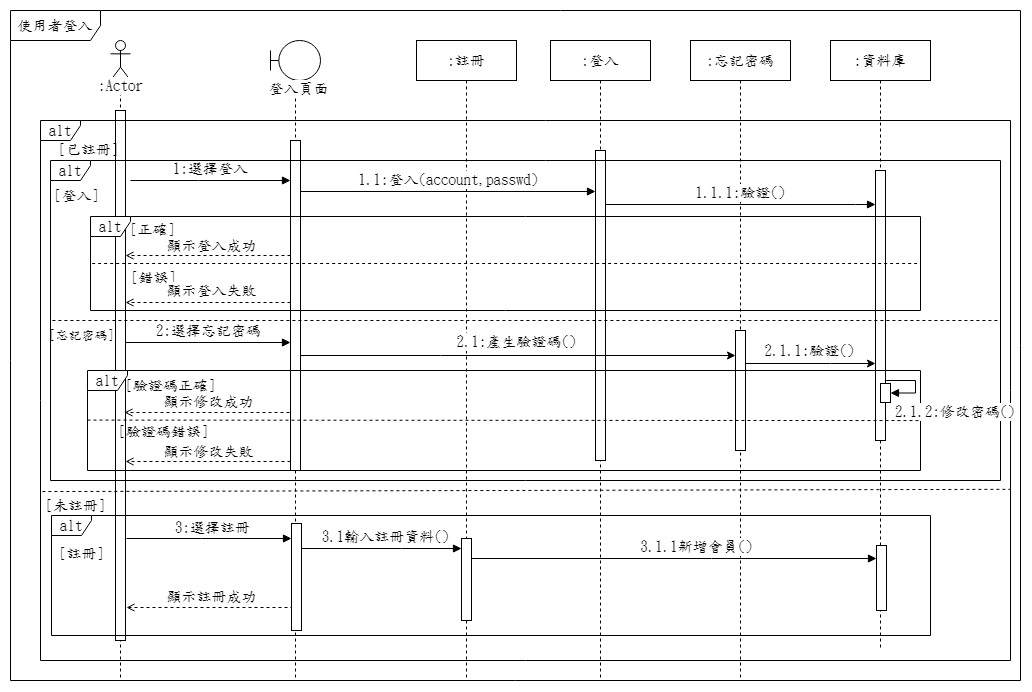 使用者登入
:Actor
登入頁面
:註冊
:登入
:忘記密碼
:資料庫
alt
[已註冊]
alt
[登入]
1:選擇登入
1.1:登入(account,passwd)
1.1.1:驗證()
alt
[正確]
顯示登入成功
[錯誤]
顯示登入失敗
[忘記密碼]
2:選擇忘記密碼
2.1:產生驗證碼()
2.1.1:驗證()
alt
[驗證碼正確]
顯示修改成功
2.1.2:修改密碼()
[驗證碼錯誤]
顯示修改失敗
[未註冊]
alt
[註冊]
3:選擇註冊
3.1輸入註冊資料()
3.1.1新增會員()
顯示註冊成功